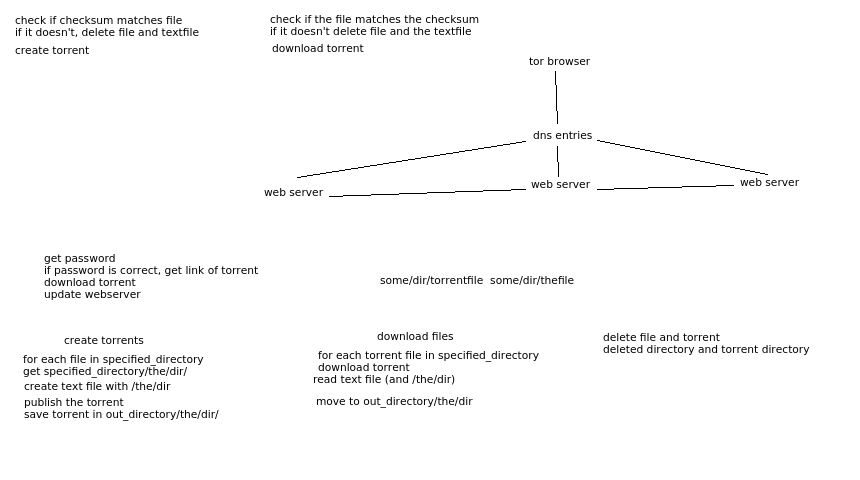 check if checksum matches file
if it doesn't, delete file and textfile
create torrent
check if the file matches the checksum
if it doesn't delete file and the textfile
download torrent
tor browser
dns entries
web server
web server
web server
get password
if password is correct, get link of torrent
download torrent
update webserver
some/dir/torrentfile  some/dir/thefile
create torrents
for each file in specified_directory
get specified_directory/the/dir/
create text file with /the/dir
publish the torrent
save torrent in out_directory/the/dir/
download files
for each torrent file in specified_directory
download torrent
read text file (and /the/dir)
move to out_directory/the/dir
delete file and torrent
deleted directory and torrent directory